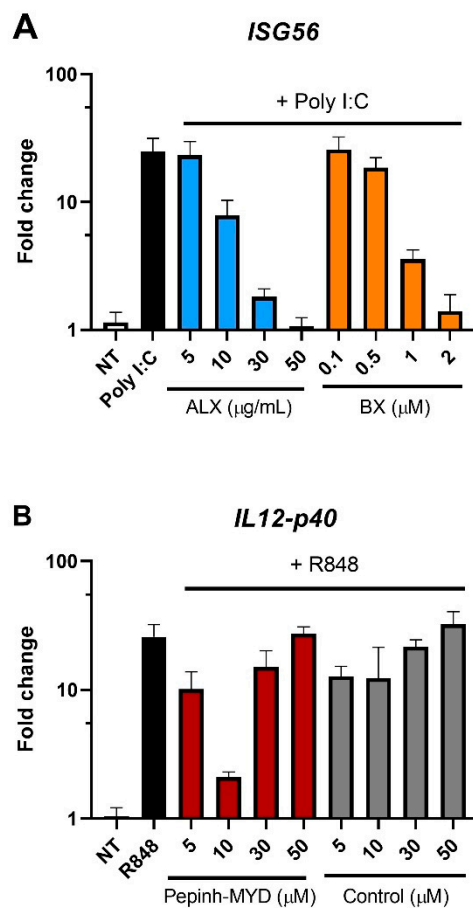 A
ISG56
+ Poly I:C
Fold change
100
10
1
NT
Poly I:C
5
10
30
50
0.1
0.5
1
2
ALX (μg/mL)
BX (μM)
B
IL12-p40
+ R848
Fold change
100
10
1
NT
R848
5
10
30
50
5
10
30
50
Pepinh-MYD (μM)
Control (μM)